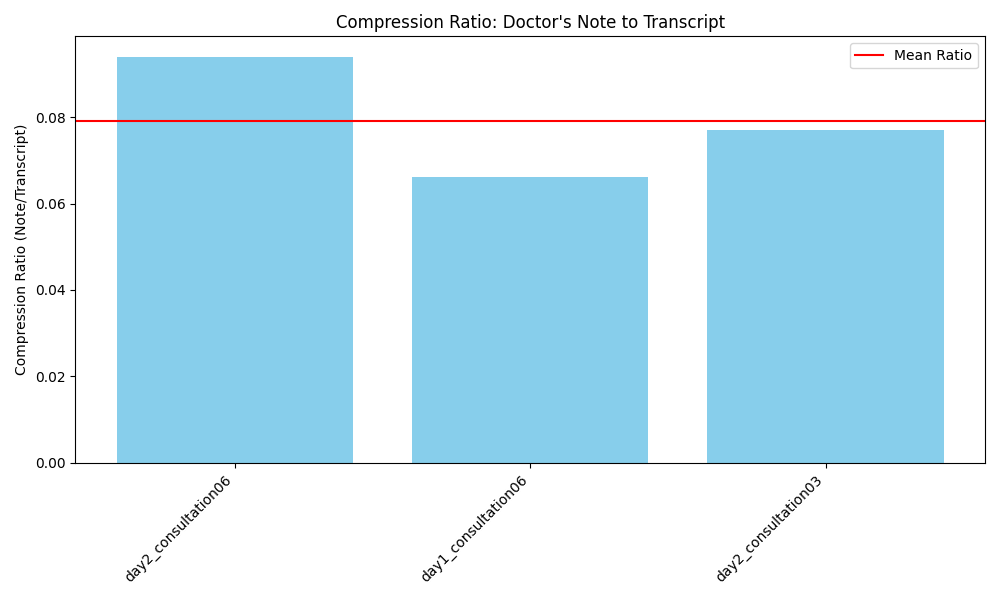 Compression Ratio: Doctor's Note to Transcript
Mean Ratio
Compression Ratio (Note/Transcript)
0.08
0.06
0.04
0.02
0.00
day2_consultation06
day1_consultation06
day2_consultation03